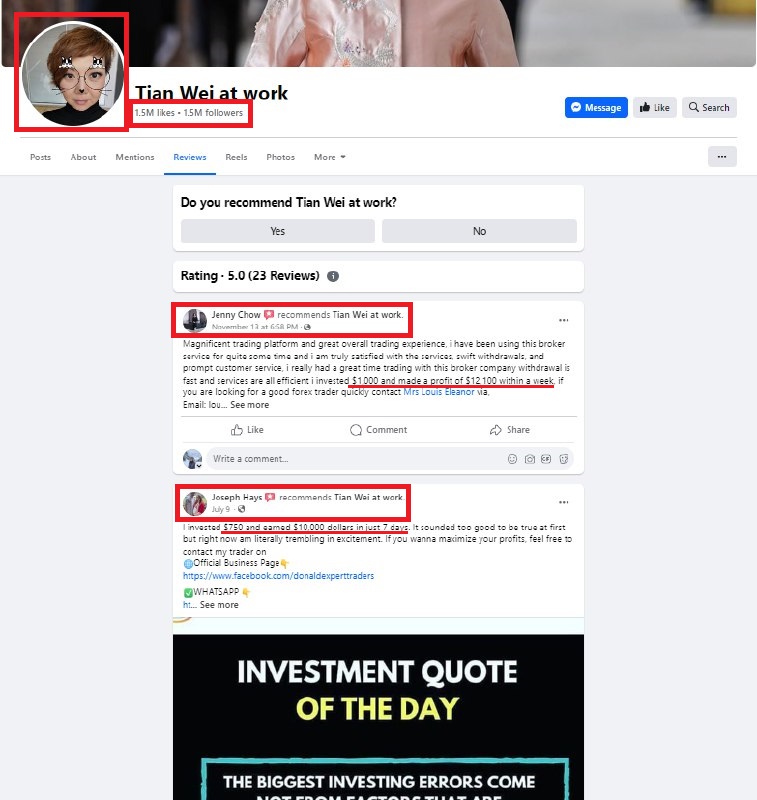 Tian Wei at work
1.5M likes • 1.5M followers
Message
Like
Search
Posts
About
Mentions
Reviews
Reels
Photos
More
Do you recommend Tian Wei at work?
Yes
No
Rating · 5.0 (23 Reviews)
Jenny Chow recommends Tian Wei at work.
November 13 at 6:58 PM ·
Magnificent trading platform and great overall trading experience, i have been using this broker
service for quite some time and i am truly satisfied with the services, swift withdrawals, and
prompt customer service, i really had a great time trading with this broker company withdrawal is
fast and services are all efficient i invested $1,000 and made a profit of $12,100 within a week, if
you are looking for a good forex trader quickly contact Mrs Louis Eleanor via,
Email: lou... See more
Like
Comment
Share
Write a comment...
Joseph Hays recommends Tian Wei at work.
July 9 ·
I invested $750 and earned $10,000 dollars in just 7 days. It sounded too good to be true at first
but right now am literally trembling in excitement. If you wanna maximize your profits, feel free to
contact my trader on
🌐Official Business Page👇
https://www.facebook.com/donaldexperttraders
✅WHATSAPP 👇
ht... See more
INVESTMENT QUOTE
OF THE DAY
THE BIGGEST INVESTING ERRORS COME
NOT FROM FACTORS THAT ARE